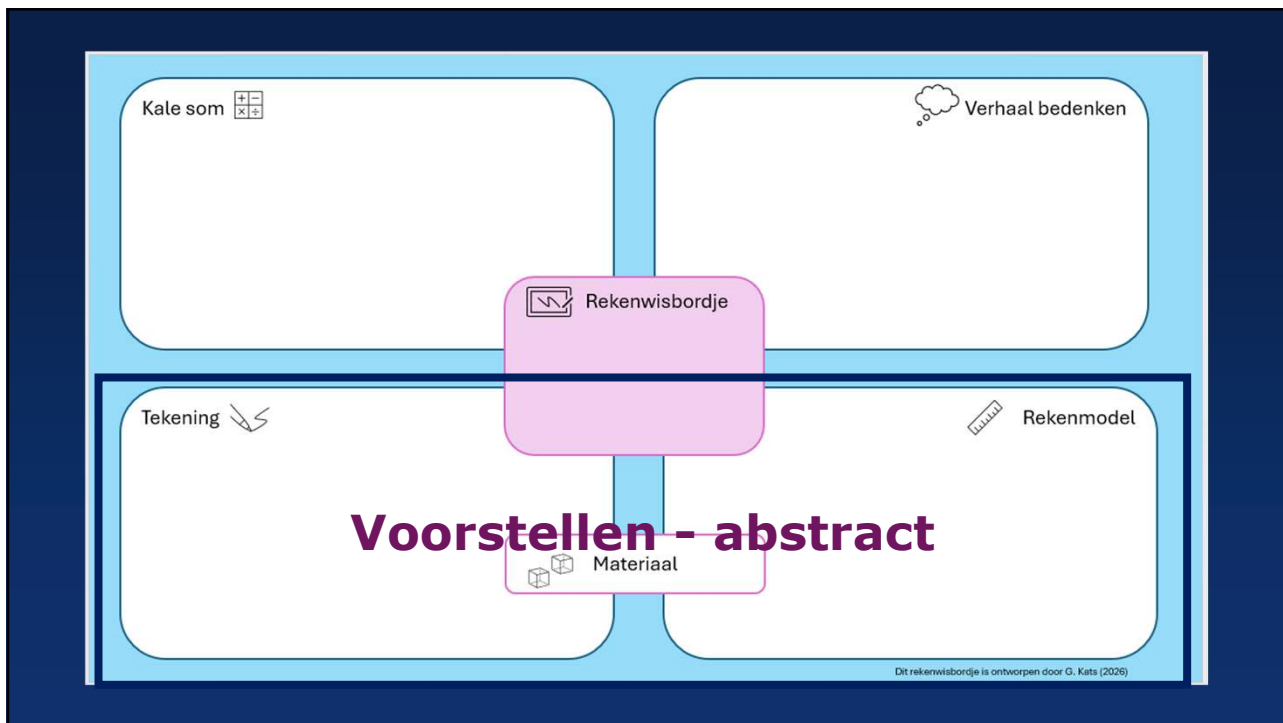 Kale som
Verhaal bedenken
Rekenwisbordje
Tekening
Rekenmodel
Voorstellen - abstract
Materiaal
Dit rekenwisbordje is ontworpen door G. Kats (2026)